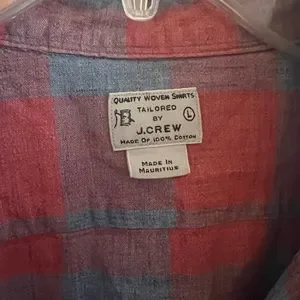 QUALITY WOVEN SHIRTS
TAILORED
BY
J.CREW
L
MADE OF 100% COTTON
MADE IN
MAURITIUS